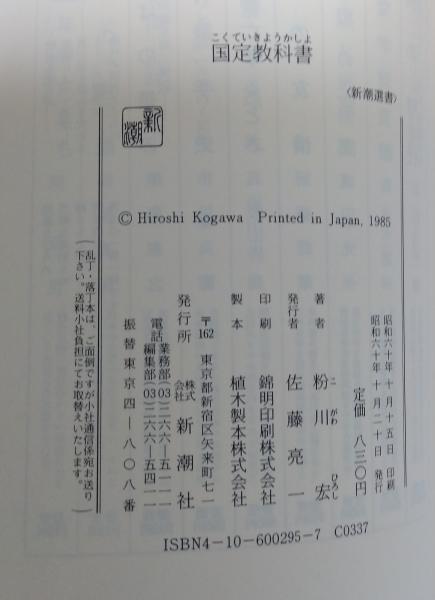 こくていきようかしよ
国定教科書
〈新潮選書〉
新潮
© Hiroshi Kogawa Printed in Japan, 1985
昭和六十年十月十五日 印刷
昭和六十年十月二十日 発行
定価 八三〇円
著者 粉川 宏
こ がわ ひろし
発行者 佐藤亮一
印刷 錦明印刷株式会社
製本 植木製本株式会社
〒162 東京都新宿区矢来町七一
発行所 株式会社 新潮社
電話 業務部(03)二六六―五一一一
編集部(03)二六六―五四一一
振替東京四―八〇八番
(乱丁・落丁本は、ご面倒ですが小社通信係宛お送り
下さい。送料小社負担にてお取替えいたします。)
ISBN4-10-600295-7 C0337